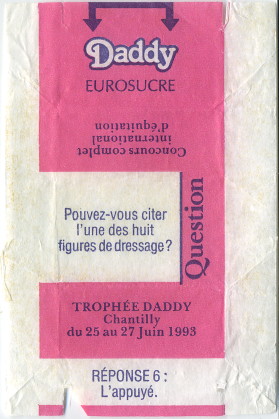 Daddy
EUROSUCRE
Concours complet
international
d'équitation
Question
Pouvez-vous citer
l'une des huit
figures de dressage?
TROPHÉE DADDY
Chantilly
du 25 au 27 Juin 1993
RÉPONSE 6 :
L'appuyé.